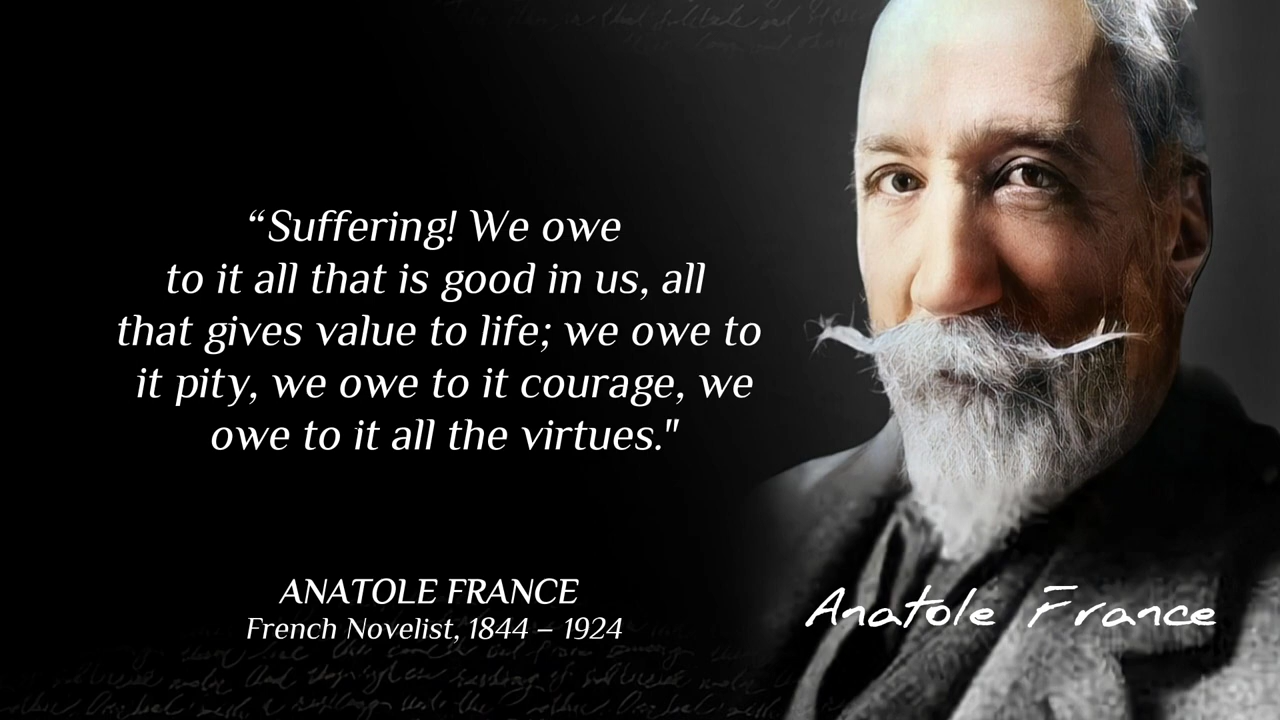 “Suffering! We owe
to it all that is good in us, all
that gives value to life; we owe to
it pity, we owe to it courage, we
owe to it all the virtues."
ANATOLE FRANCE
French Novelist, 1844 – 1924
Anatole France